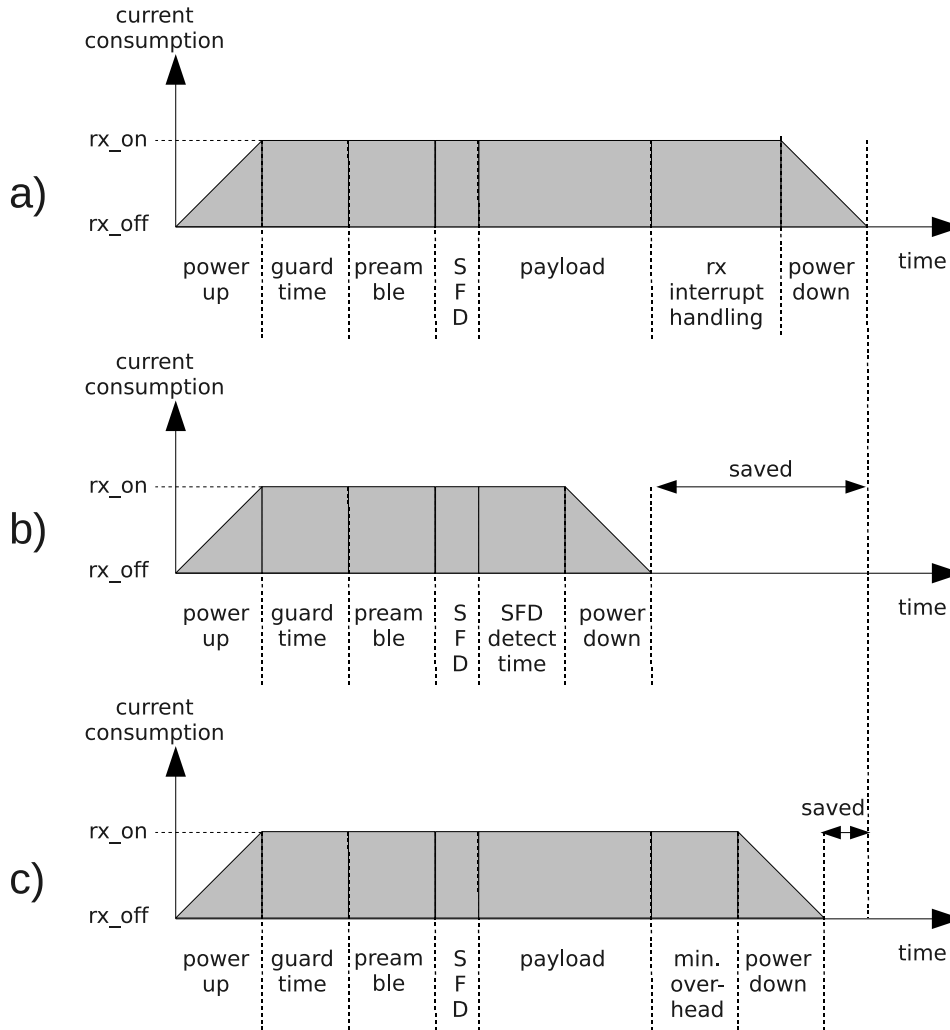 current
consumption
rx_on
a)
rx_off
time
power
up
guard
time
pream
ble
S
F
D
payload
rx
interrupt
handling
power
down
current
consumption
rx_on
saved
b)
rx_off
time
power
up
guard
time
pream
ble
S
F
D
SFD
detect
time
power
down
current
consumption
saved
rx_on
c)
rx_off
time
power
up
guard
time
pream
ble
S
F
D
payload
min.
over-
head
power
down